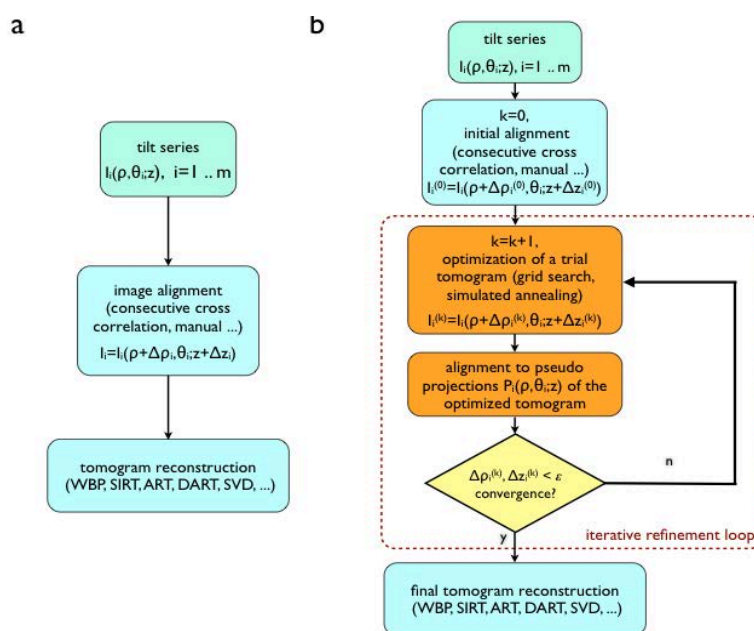 a
tilt series
Iᵢ(ρ,θᵢ;z), i=1 .. m
image alignment
(consecutive cross
correlation, manual ...)
Iᵢ=Iᵢ(ρ+Δρᵢ,θᵢ;z+Δzᵢ)
tomogram reconstruction
(WBP, SIRT, ART, DART, SVD, ...)
b
tilt series
Iᵢ(ρ,θᵢ;z), i=1 .. m
k=0,
initial alignment
(consecutive cross
correlation, manual ...)
Iᵢ⁽⁰⁾=Iᵢ(ρ+Δρᵢ⁽⁰⁾,θᵢ;z+Δzᵢ⁽⁰⁾)
k=k+1,
optimization of a trial
tomogram (grid search,
simulated annealing)
Iᵢ⁽ᵏ⁾=Iᵢ(ρ+Δρᵢ⁽ᵏ⁾,θᵢ;z+Δzᵢ⁽ᵏ⁾)
alignment to pseudo
projections Pᵢ(ρ,θᵢ;z) of the
optimized tomogram
Δρᵢ⁽ᵏ⁾, Δzᵢ⁽ᵏ⁾ < ε
convergence?
n
y
iterative refinement loop
final tomogram reconstruction
(WBP, SIRT, ART, DART, SVD, ...)